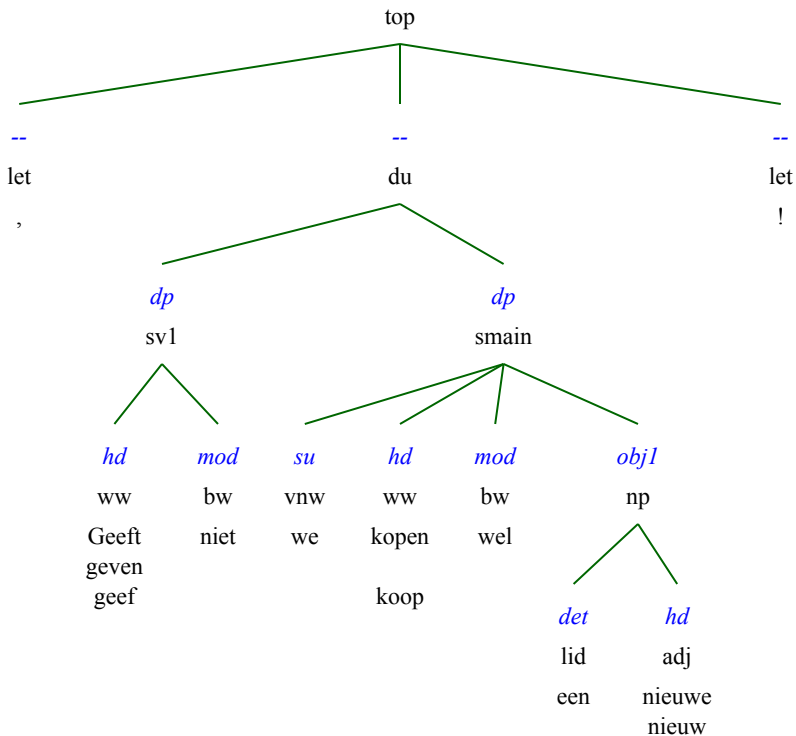 top
-- -- --
let du let
, !
dp dp
sv1 smain
hd mod su hd mod obj1
ww bw vnw ww bw np
Geeft niet we kopen wel
geven
geef koop
det hd
lid adj
een nieuwe
nieuw